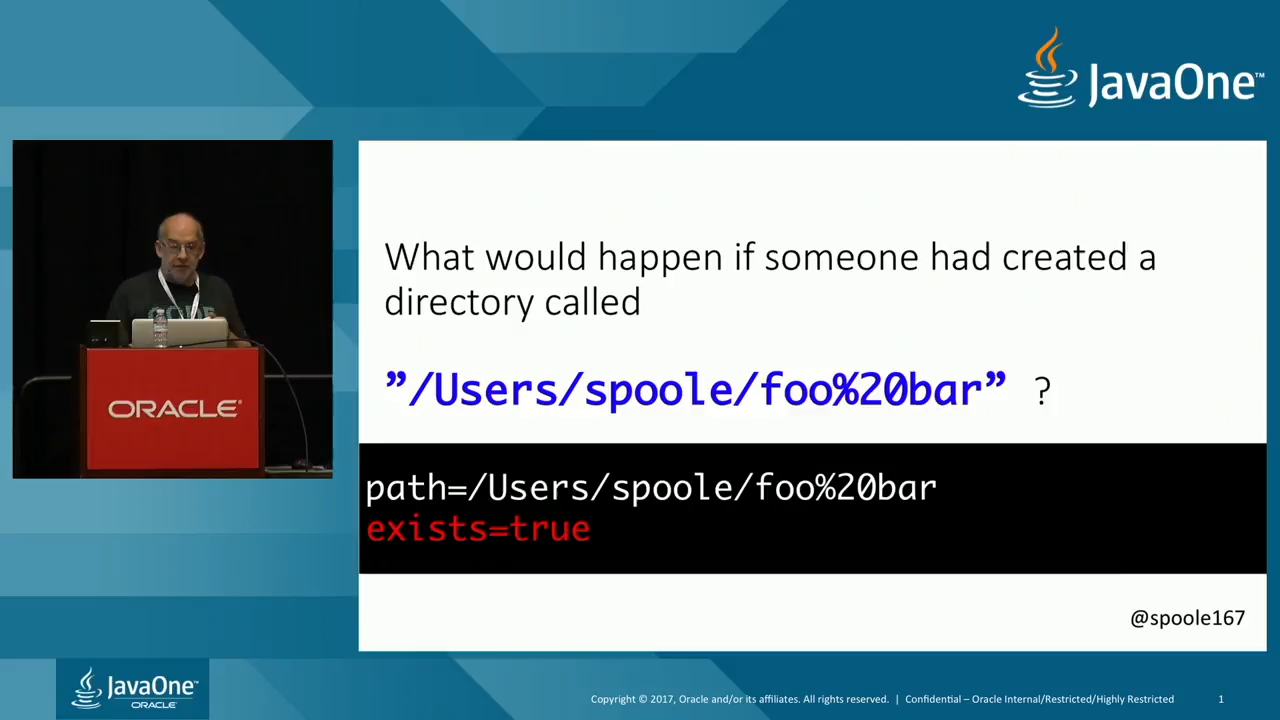 JavaOne™
What would happen if someone had created a
directory called
”/Users/spoole/foo%20bar” ?
path=/Users/spoole/foo%20bar
exists=true
@spoole167
ORACLE®
JavaOne™
ORACLE®
Copyright © 2017, Oracle and/or its affiliates. All rights reserved. | Confidential – Oracle Internal/Restricted/Highly Restricted 1